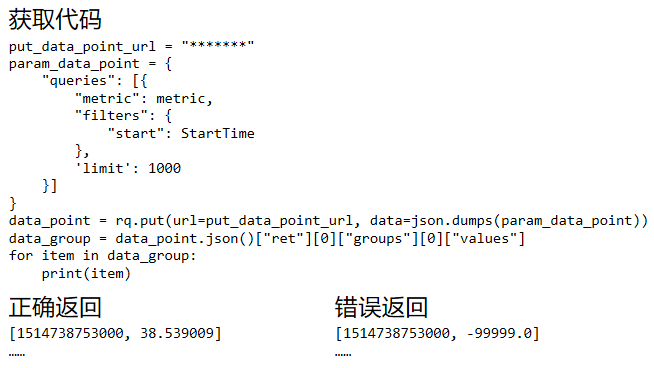 获取代码
put_data_point_url = "*******"
param_data_point = {
    "queries": [{
        "metric": metric,
        "filters": {
            "start": StartTime
        },
        'limit': 1000
    }]
}
data_point = rq.put(url=put_data_point_url, data=json.dumps(param_data_point))
data_group = data_point.json()["ret"][0]["groups"][0]["values"]
for item in data_group:
    print(item)
正确返回
[1514738753000, 38.539009]
……
错误返回
[1514738753000, -99999.0]
……